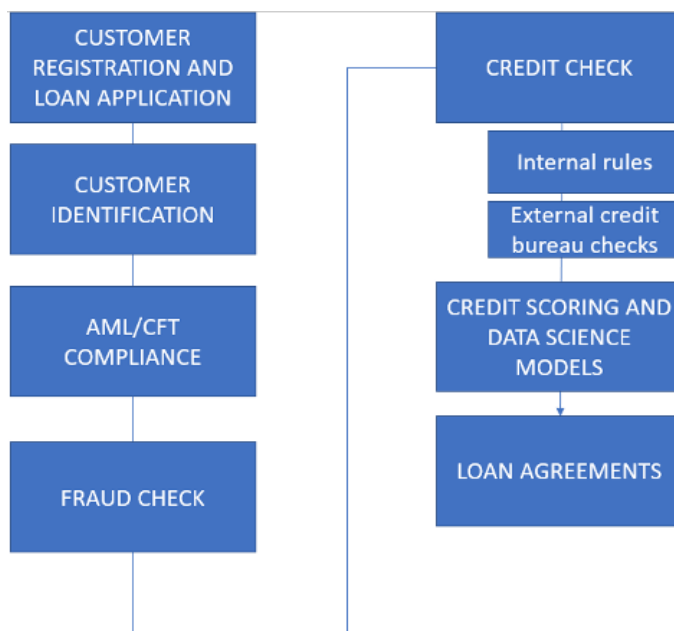 CUSTOMER
REGISTRATION AND
LOAN APPLICATION
CUSTOMER
IDENTIFICATION
AML/CFT
COMPLIANCE
FRAUD CHECK
CREDIT CHECK
Internal rules
External credit
bureau checks
CREDIT SCORING AND
DATA SCIENCE
MODELS
LOAN AGREEMENTS